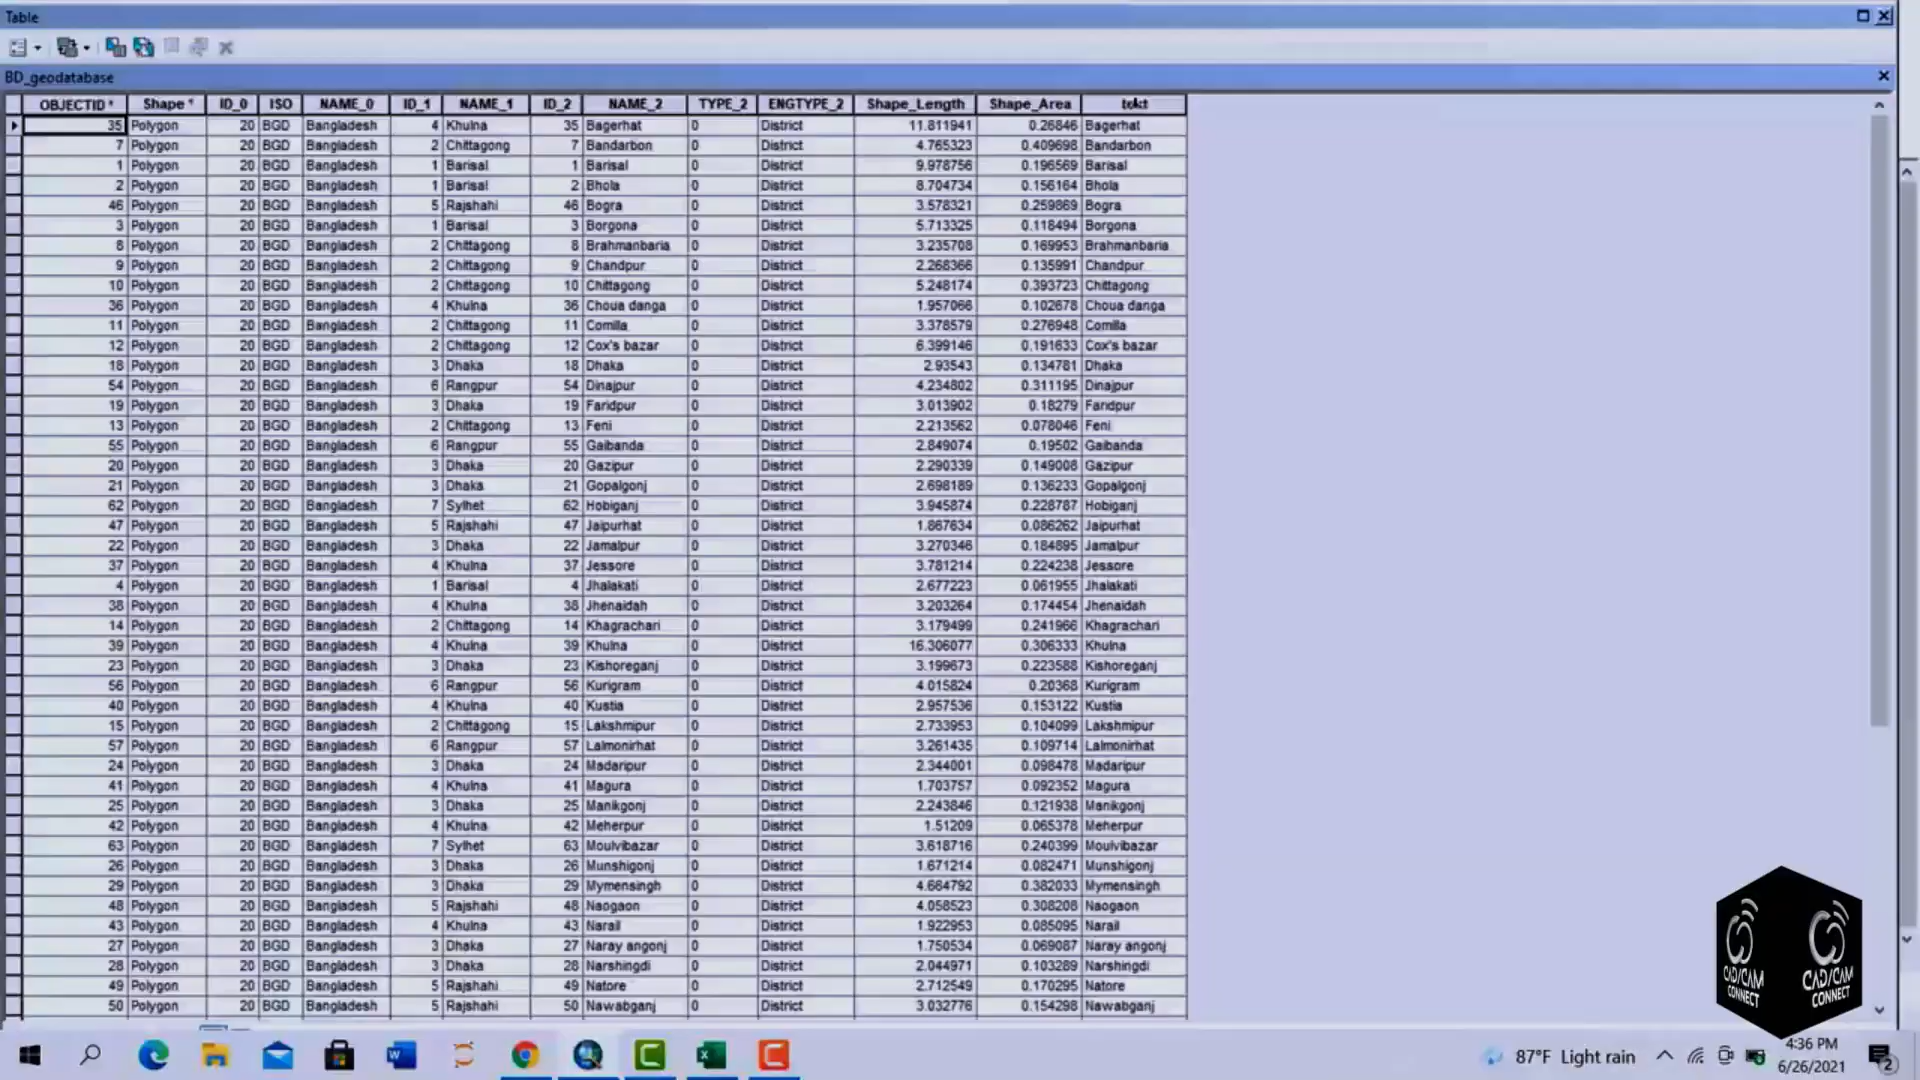 Table
BD_geodatabase
OBJECTID * Shape * ID_0 ISO NAME_0 ID_1 NAME_1 ID_2 NAME_2 TYPE_2 ENGTYPE_2 Shape_Length Shape_Area tokt
35 Polygon 20 BGD Bangladesh 4 Khulna 35 Bagerhat 0 District 11.811941 0.26846 Bagerhat
7 Polygon 20 BGD Bangladesh 2 Chittagong 7 Bandarbon 0 District 4.765323 0.409698 Bandarbon
1 Polygon 20 BGD Bangladesh 1 Barisal 1 Barisal 0 District 9.978756 0.196569 Barisal
2 Polygon 20 BGD Bangladesh 1 Barisal 2 Bhola 0 District 8.704734 0.156164 Bhola
46 Polygon 20 BGD Bangladesh 5 Rajshahi 46 Bogra 0 District 3.578321 0.259869 Bogra
3 Polygon 20 BGD Bangladesh 1 Barisal 3 Borgona 0 District 5.713325 0.118494 Borgona
8 Polygon 20 BGD Bangladesh 2 Chittagong 8 Brahmanbaria 0 District 3.235708 0.169953 Brahmanbaria
9 Polygon 20 BGD Bangladesh 2 Chittagong 9 Chandpur 0 District 2.268366 0.135991 Chandpur
10 Polygon 20 BGD Bangladesh 2 Chittagong 10 Chittagong 0 District 5.248174 0.393723 Chittagong
36 Polygon 20 BGD Bangladesh 4 Khulna 36 Choua danga 0 District 1.957066 0.102678 Choua danga
11 Polygon 20 BGD Bangladesh 2 Chittagong 11 Comilla 0 District 3.378579 0.276948 Comilla
12 Polygon 20 BGD Bangladesh 2 Chittagong 12 Cox's bazar 0 District 6.399146 0.191633 Cox's bazar
18 Polygon 20 BGD Bangladesh 3 Dhaka 18 Dhaka 0 District 2.93543 0.134781 Dhaka
54 Polygon 20 BGD Bangladesh 6 Rangpur 54 Dinajpur 0 District 4.234802 0.311195 Dinajpur
19 Polygon 20 BGD Bangladesh 3 Dhaka 19 Faridpur 0 District 3.013902 0.18279 Faridpur
13 Polygon 20 BGD Bangladesh 2 Chittagong 13 Feni 0 District 2.213562 0.078046 Feni
55 Polygon 20 BGD Bangladesh 6 Rangpur 55 Gaibanda 0 District 2.849074 0.19502 Gaibanda
20 Polygon 20 BGD Bangladesh 3 Dhaka 20 Gazipur 0 District 2.290339 0.149008 Gazipur
21 Polygon 20 BGD Bangladesh 3 Dhaka 21 Gopalgonj 0 District 2.698189 0.136233 Gopalgonj
62 Polygon 20 BGD Bangladesh 7 Sylhet 62 Hobiganj 0 District 3.945874 0.228787 Hobiganj
47 Polygon 20 BGD Bangladesh 5 Rajshahi 47 Jaipurhat 0 District 1.867634 0.086262 Jaipurhat
22 Polygon 20 BGD Bangladesh 3 Dhaka 22 Jamalpur 0 District 3.270346 0.184895 Jamalpur
37 Polygon 20 BGD Bangladesh 4 Khulna 37 Jessore 0 District 3.781214 0.224238 Jessore
4 Polygon 20 BGD Bangladesh 1 Barisal 4 Jhalakati 0 District 2.677223 0.061955 Jhalakati
38 Polygon 20 BGD Bangladesh 4 Khulna 38 Jhenaidah 0 District 3.203264 0.174454 Jhenaidah
14 Polygon 20 BGD Bangladesh 2 Chittagong 14 Khagrachari 0 District 3.179499 0.241966 Khagrachari
39 Polygon 20 BGD Bangladesh 4 Khulna 39 Khulna 0 District 16.306077 0.306333 Khulna
23 Polygon 20 BGD Bangladesh 3 Dhaka 23 Kishoreganj 0 District 3.199673 0.223588 Kishoreganj
56 Polygon 20 BGD Bangladesh 6 Rangpur 56 Kurigram 0 District 4.015824 0.20368 Kurigram
40 Polygon 20 BGD Bangladesh 4 Khulna 40 Kustia 0 District 2.957536 0.153122 Kustia
15 Polygon 20 BGD Bangladesh 2 Chittagong 15 Lakshmipur 0 District 2.733953 0.104099 Lakshmipur
57 Polygon 20 BGD Bangladesh 6 Rangpur 57 Lalmonirhat 0 District 3.261435 0.109714 Lalmonirhat
24 Polygon 20 BGD Bangladesh 3 Dhaka 24 Madaripur 0 District 2.344001 0.098478 Madaripur
41 Polygon 20 BGD Bangladesh 4 Khulna 41 Magura 0 District 1.703757 0.092352 Magura
25 Polygon 20 BGD Bangladesh 3 Dhaka 25 Manikgonj 0 District 2.243846 0.121938 Manikgonj
42 Polygon 20 BGD Bangladesh 4 Khulna 42 Meherpur 0 District 1.51209 0.065378 Meherpur
63 Polygon 20 BGD Bangladesh 7 Sylhet 63 Moulvibazar 0 District 3.618716 0.240399 Moulvibazar
26 Polygon 20 BGD Bangladesh 3 Dhaka 26 Munshigonj 0 District 1.671214 0.082471 Munshigonj
29 Polygon 20 BGD Bangladesh 3 Dhaka 29 Mymensingh 0 District 4.664792 0.382033 Mymensingh
48 Polygon 20 BGD Bangladesh 5 Rajshahi 48 Naogaon 0 District 4.058523 0.308208 Naogaon
43 Polygon 20 BGD Bangladesh 4 Khulna 43 Narail 0 District 1.922953 0.085095 Narail
27 Polygon 20 BGD Bangladesh 3 Dhaka 27 Naray angonj 0 District 1.750534 0.069087 Naray angonj
28 Polygon 20 BGD Bangladesh 3 Dhaka 28 Narshingdi 0 District 2.044971 0.103289 Narshingdi
49 Polygon 20 BGD Bangladesh 5 Rajshahi 49 Natore 0 District 2.712549 0.170295 Natore
50 Polygon 20 BGD Bangladesh 5 Rajshahi 50 Nawabganj 0 District 3.032776 0.154298 Nawabganj
CAD/CAM CONNECT
CAD/CAM CONNECT
87°F Light rain
4:36 PM
6/26/2021
2